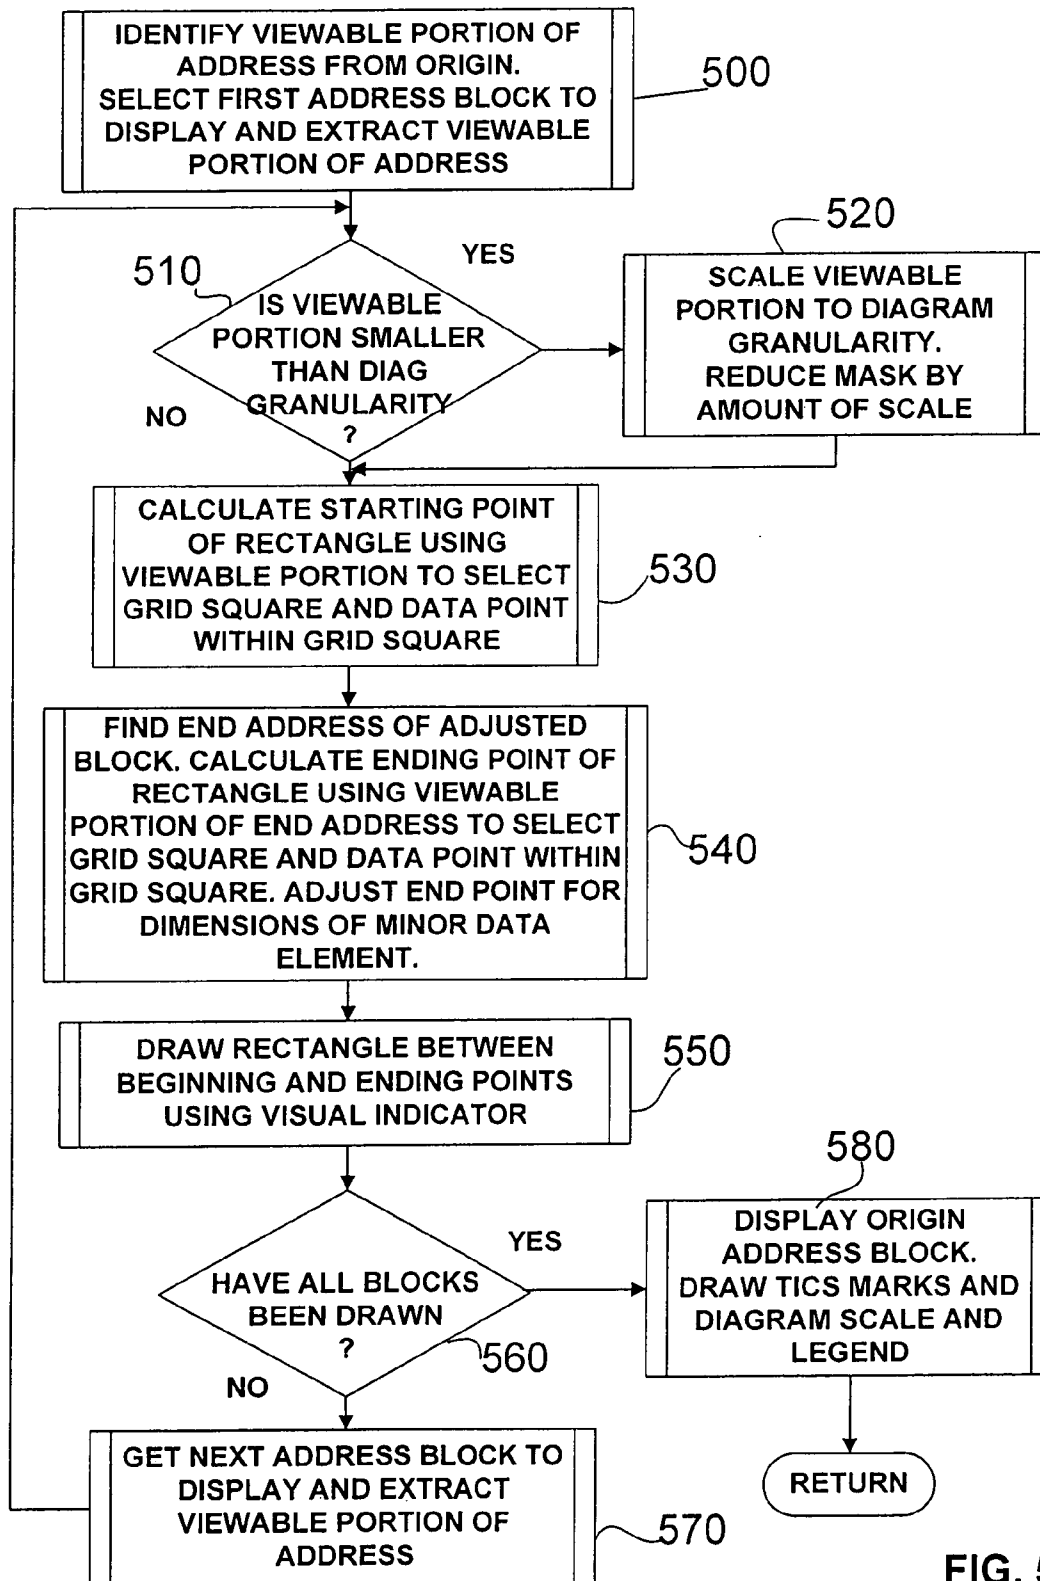 IDENTIFY VIEWABLE PORTION OF
ADDRESS FROM ORIGIN.
SELECT FIRST ADDRESS BLOCK TO
DISPLAY AND EXTRACT VIEWABLE
PORTION OF ADDRESS
500
510
IS VIEWABLE
PORTION SMALLER
THAN DIAG
GRANULARITY
?
YES
NO
520
SCALE VIEWABLE
PORTION TO DIAGRAM
GRANULARITY.
REDUCE MASK BY
AMOUNT OF SCALE
CALCULATE STARTING POINT
OF RECTANGLE USING
VIEWABLE PORTION TO SELECT
GRID SQUARE AND DATA POINT
WITHIN GRID SQUARE
530
FIND END ADDRESS OF ADJUSTED
BLOCK. CALCULATE ENDING POINT OF
RECTANGLE USING VIEWABLE
PORTION OF END ADDRESS TO SELECT
GRID SQUARE AND DATA POINT WITHIN
GRID SQUARE. ADJUST END POINT FOR
DIMENSIONS OF MINOR DATA
ELEMENT.
540
DRAW RECTANGLE BETWEEN
BEGINNING AND ENDING POINTS
USING VISUAL INDICATOR
550
HAVE ALL BLOCKS
BEEN DRAWN
?
560
YES
NO
580
DISPLAY ORIGIN
ADDRESS BLOCK.
DRAW TICS MARKS AND
DIAGRAM SCALE AND
LEGEND
RETURN
GET NEXT ADDRESS BLOCK TO
DISPLAY AND EXTRACT
VIEWABLE PORTION OF
ADDRESS
570
FIG. 5